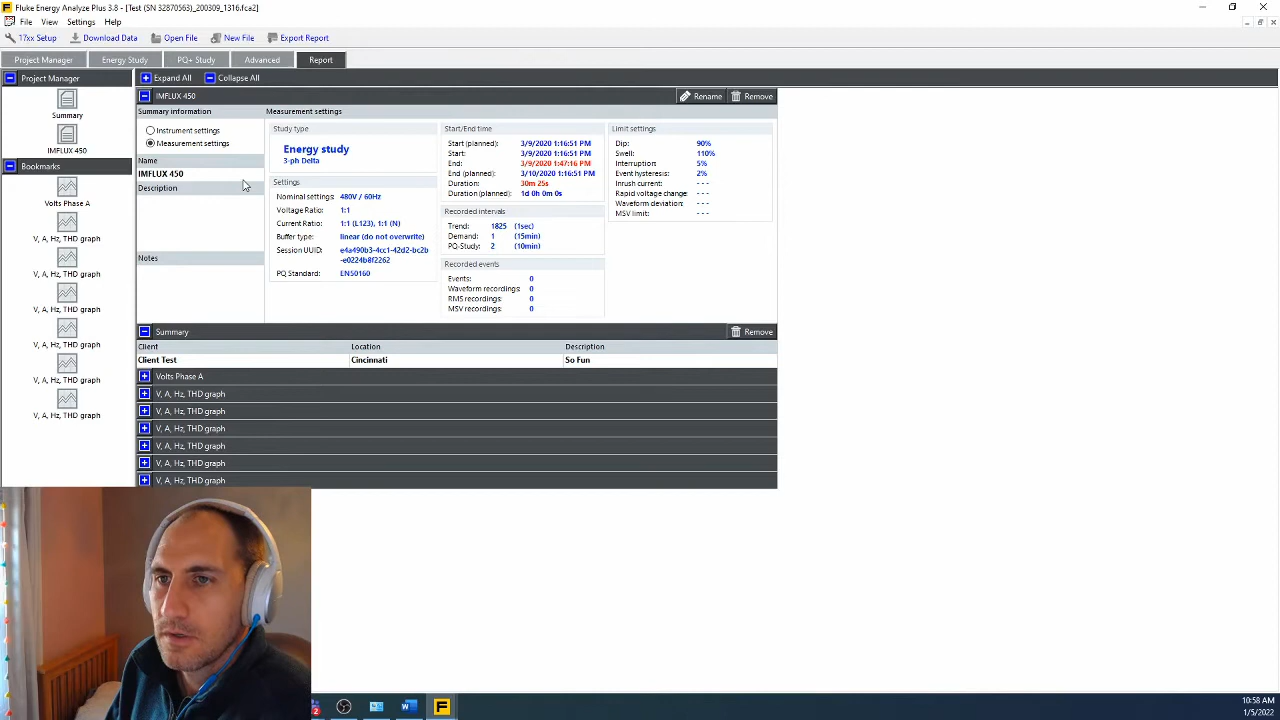 Fluke Energy Analyze Plus 3.8 - [Test (SN 32870563)_200309_1316.fca2]
File View Settings Help
17xx Setup Download Data Open File New File Export Report
Project Manager Energy Study PQ+ Study Advanced Report
Project Manager
Summary
IMFLUX 450
Bookmarks
Volts Phase A
V, A, Hz, THD graph
V, A, Hz, THD graph
V, A, Hz, THD graph
V, A, Hz, THD graph
V, A, Hz, THD graph
V, A, Hz, THD graph
Expand All Collapse All
IMFLUX 450 Rename Remove
Summary information
Instrument settings
Measurement settings
Name
IMFLUX 450
Description
Notes
Measurement settings
Study type
Energy study
3-ph Delta
Settings
Nominal settings: 480V / 60Hz
Voltage Ratio: 1:1
Current Ratio: 1:1 (L123), 1:1 (N)
Buffer type: linear (do not overwrite)
Session UUID: e4a490b3-4cc1-42d2-bc2b
-e0224b8f2262
PQ Standard: EN50160
Start/End time
Start (planned): 3/9/2020 1:16:51 PM
Start: 3/9/2020 1:16:51 PM
End: 3/9/2020 1:47:16 PM
End (planned): 3/10/2020 1:16:51 PM
Duration: 30m 25s
Duration (planned): 1d 0h 0m 0s
Recorded intervals
Trend: 1825 (1sec)
Demand: 1 (15min)
PQ-Study: 2 (10min)
Recorded events
Events: 0
Waveform recordings: 0
RMS recordings: 0
MSV recordings: 0
Limit settings
Dip: 90%
Swell: 110%
Interruption: 5%
Event hysteresis: 2%
Inrush current: - - -
Rapid voltage change: - - -
Waveform deviation: - - -
MSV limit: - - -
Summary Remove
Client Location Description
Client Test Cincinnati So Fun
Volts Phase A
V, A, Hz, THD graph
V, A, Hz, THD graph
V, A, Hz, THD graph
V, A, Hz, THD graph
V, A, Hz, THD graph
V, A, Hz, THD graph
2
W
F
10:58 AM
1/5/2022